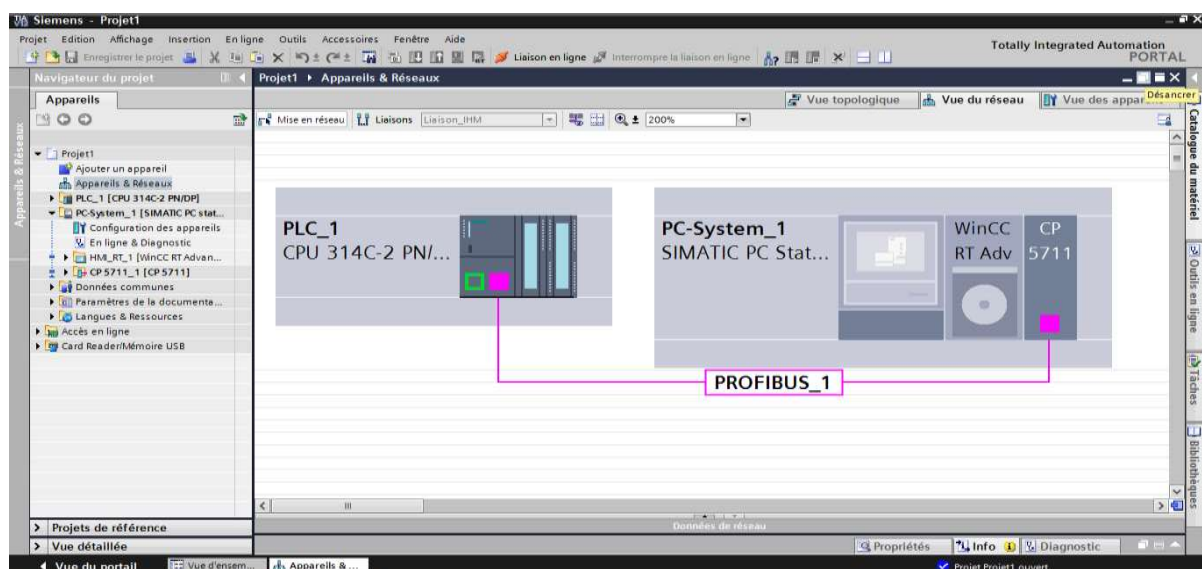 Siemens - Projet1
Projet Edition Affichage Insertion En ligne Outils Accessoires Fenêtre Aide
Totally Integrated Automation
PORTAL
Enregistrer le projet
Liaison en ligne
Interrompre la liaison en ligne
Navigateur du projet
Projet1 Appareils & Réseaux
Désancrer
Appareils
Vue topologique
Vue du réseau
Vue des appar
Mise en réseau
Liaisons
Liaison_IHM
200%
Projet1
Ajouter un appareil
Appareils & Réseaux
PLC_1 [CPU 314C-2 PN/DP]
PC-System_1 [SIMATIC PC stat...
Configuration des appareils
En ligne & Diagnostic
HMI_RT_1 [WinCC RT Advan...
CP 5711_1 [CP 5711]
Données communes
Paramètres de la documenta...
Langues & Ressources
Accès en ligne
Card Reader/Mémoire USB
Appareils & Réseaux
PLC_1
CPU 314C-2 PN/...
PC-System_1
SIMATIC PC Stat...
WinCC
RT Adv
CP
5711
PROFIBUS_1
Catalogue du matériel
Outils en ligne
Tâches
Bibliothèques
Projets de référence
Vue détaillée
Données de réseau
Propriétés
Info
Diagnostic
Vue du portail
Vue d'ensem...
Appareils & ...
Projet Projet1 ouvert